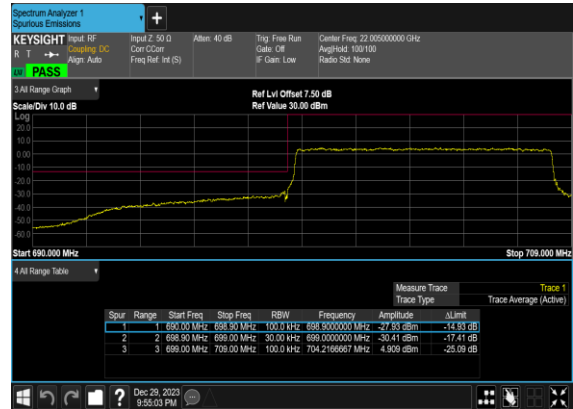 Spectrum Analyzer 1
Spurious Emissions
KEYSIGHT Input: RF Input Z: 50 Ω Atten: 40 dB Trig: Free Run Center Freq: 22.005000000 GHz
R T Coupling: DC Corr CCorr Gate: Off Avg|Hold: 100/100
Align: Auto Freq Ref: Int (S) IF Gain: Low Radio Std: None
LW PASS
3 All Range Graph
Ref Lvl Offset 7.50 dB
Scale/Div 10.0 dB Ref Value 30.00 dBm
Log
20.0
10.0
0.00
-10.0
-20.0
-30.0
-40.0
-50.0
-60.0
Start 690.000 MHz Stop 709.000 MHz
4 All Range Table
Measure Trace Trace 1
Trace Type Trace Average (Active)
Spur Range Start Freq Stop Freq RBW Frequency Amplitude ΔLimit
1 1 690.00 MHz 698.90 MHz 100.0 kHz 698.9000000 MHz -27.93 dBm -14.93 dB
2 2 698.90 MHz 699.00 MHz 30.00 kHz 699.0000000 MHz -30.41 dBm -17.41 dB
3 3 699.00 MHz 709.00 MHz 100.0 kHz 704.2166667 MHz 4.909 dBm -25.09 dB
Dec 29, 2023
9:55:03 PM